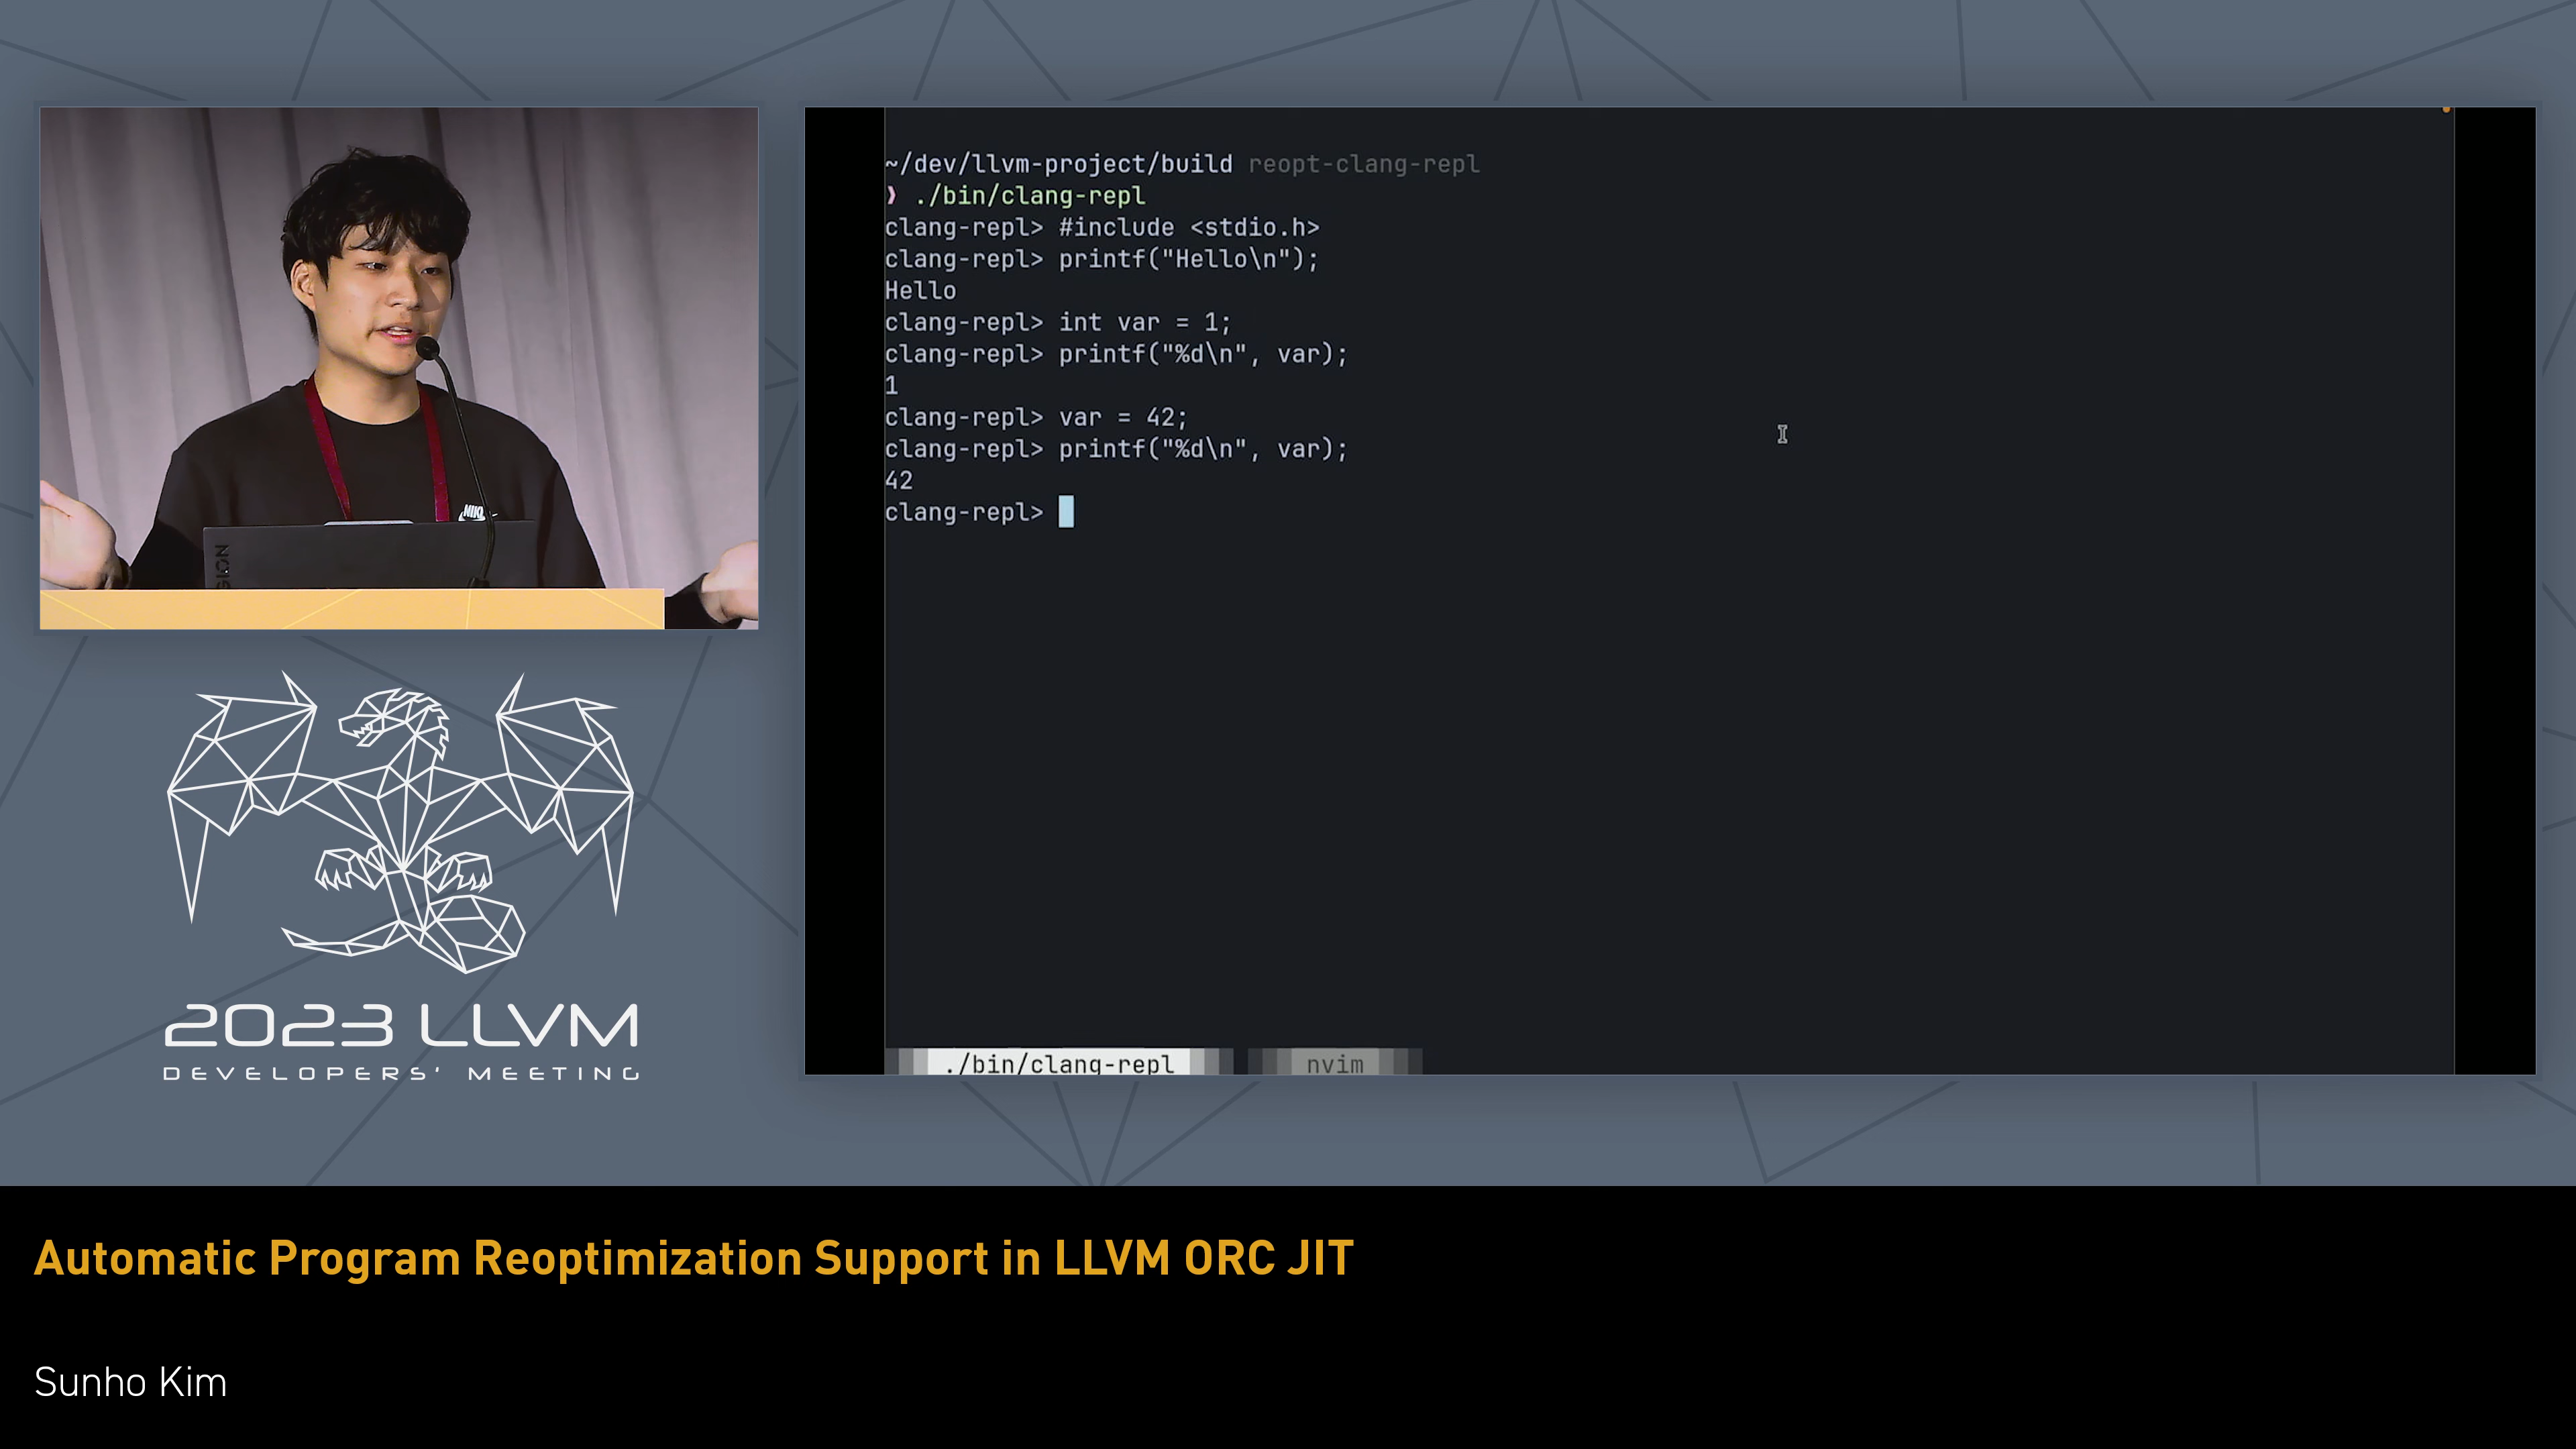 ~/dev/llvm-project/build reopt-clang-repl
❯ ./bin/clang-repl
clang-repl> #include <stdio.h>
clang-repl> printf("Hello\n");
Hello
clang-repl> int var = 1;
clang-repl> printf("%d\n", var);
1
clang-repl> var = 42;
clang-repl> printf("%d\n", var);
42
clang-repl>
./bin/clang-repl nvim
2023 LLVM
DEVELOPERS' MEETING
Automatic Program Reoptimization Support in LLVM ORC JIT
Sunho Kim